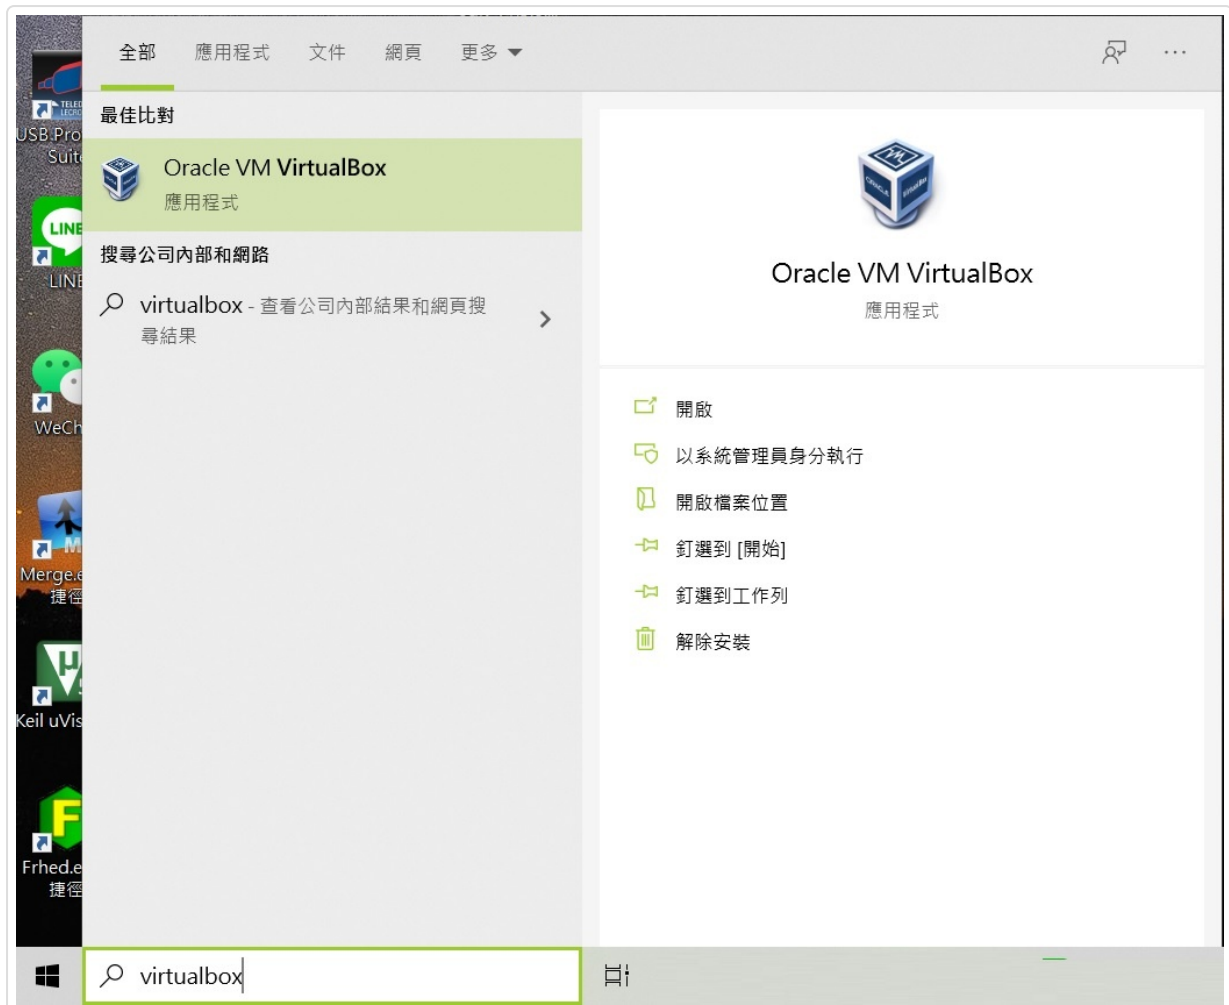 全部 應用程式 文件 網頁 更多
最佳比對
Oracle VM VirtualBox
應用程式
搜尋公司內部和網路
virtualbox - 查看公司內部結果和網頁搜
尋結果
Oracle VM VirtualBox
應用程式
開啟
以系統管理員身分執行
開啟檔案位置
釘選到 [開始]
釘選到工作列
解除安裝
USB.Pro
Suite
LINE
LINE
WeCh
Merge.e
捷徑
Keil uVis
Frhed.e
捷徑
virtualbox